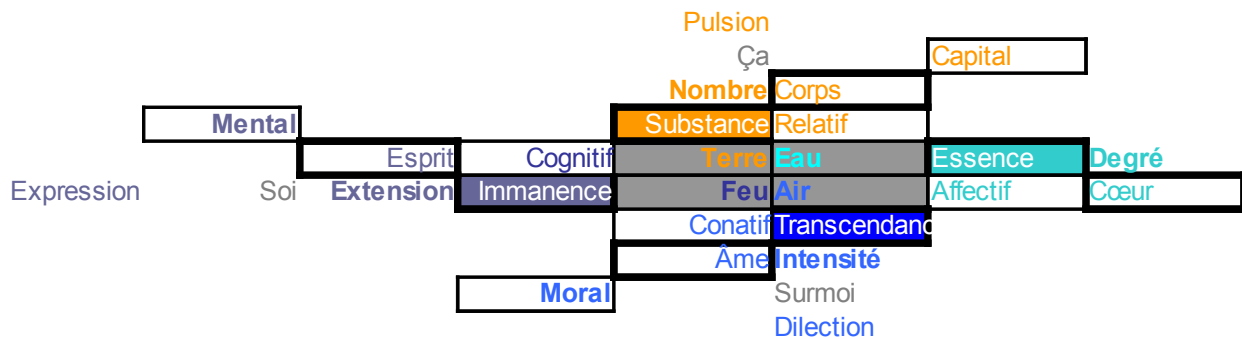 Pulsion
Ça Capital
Nombre Corps
Mental Substance Relatif
Esprit Cognitif Terre Eau Essence Degré
Expression Soi Extension Immanence Feu Air Affectif Cœur
Conatif Transcendanc
Âme Intensité
Moral Surmoi
Dilection